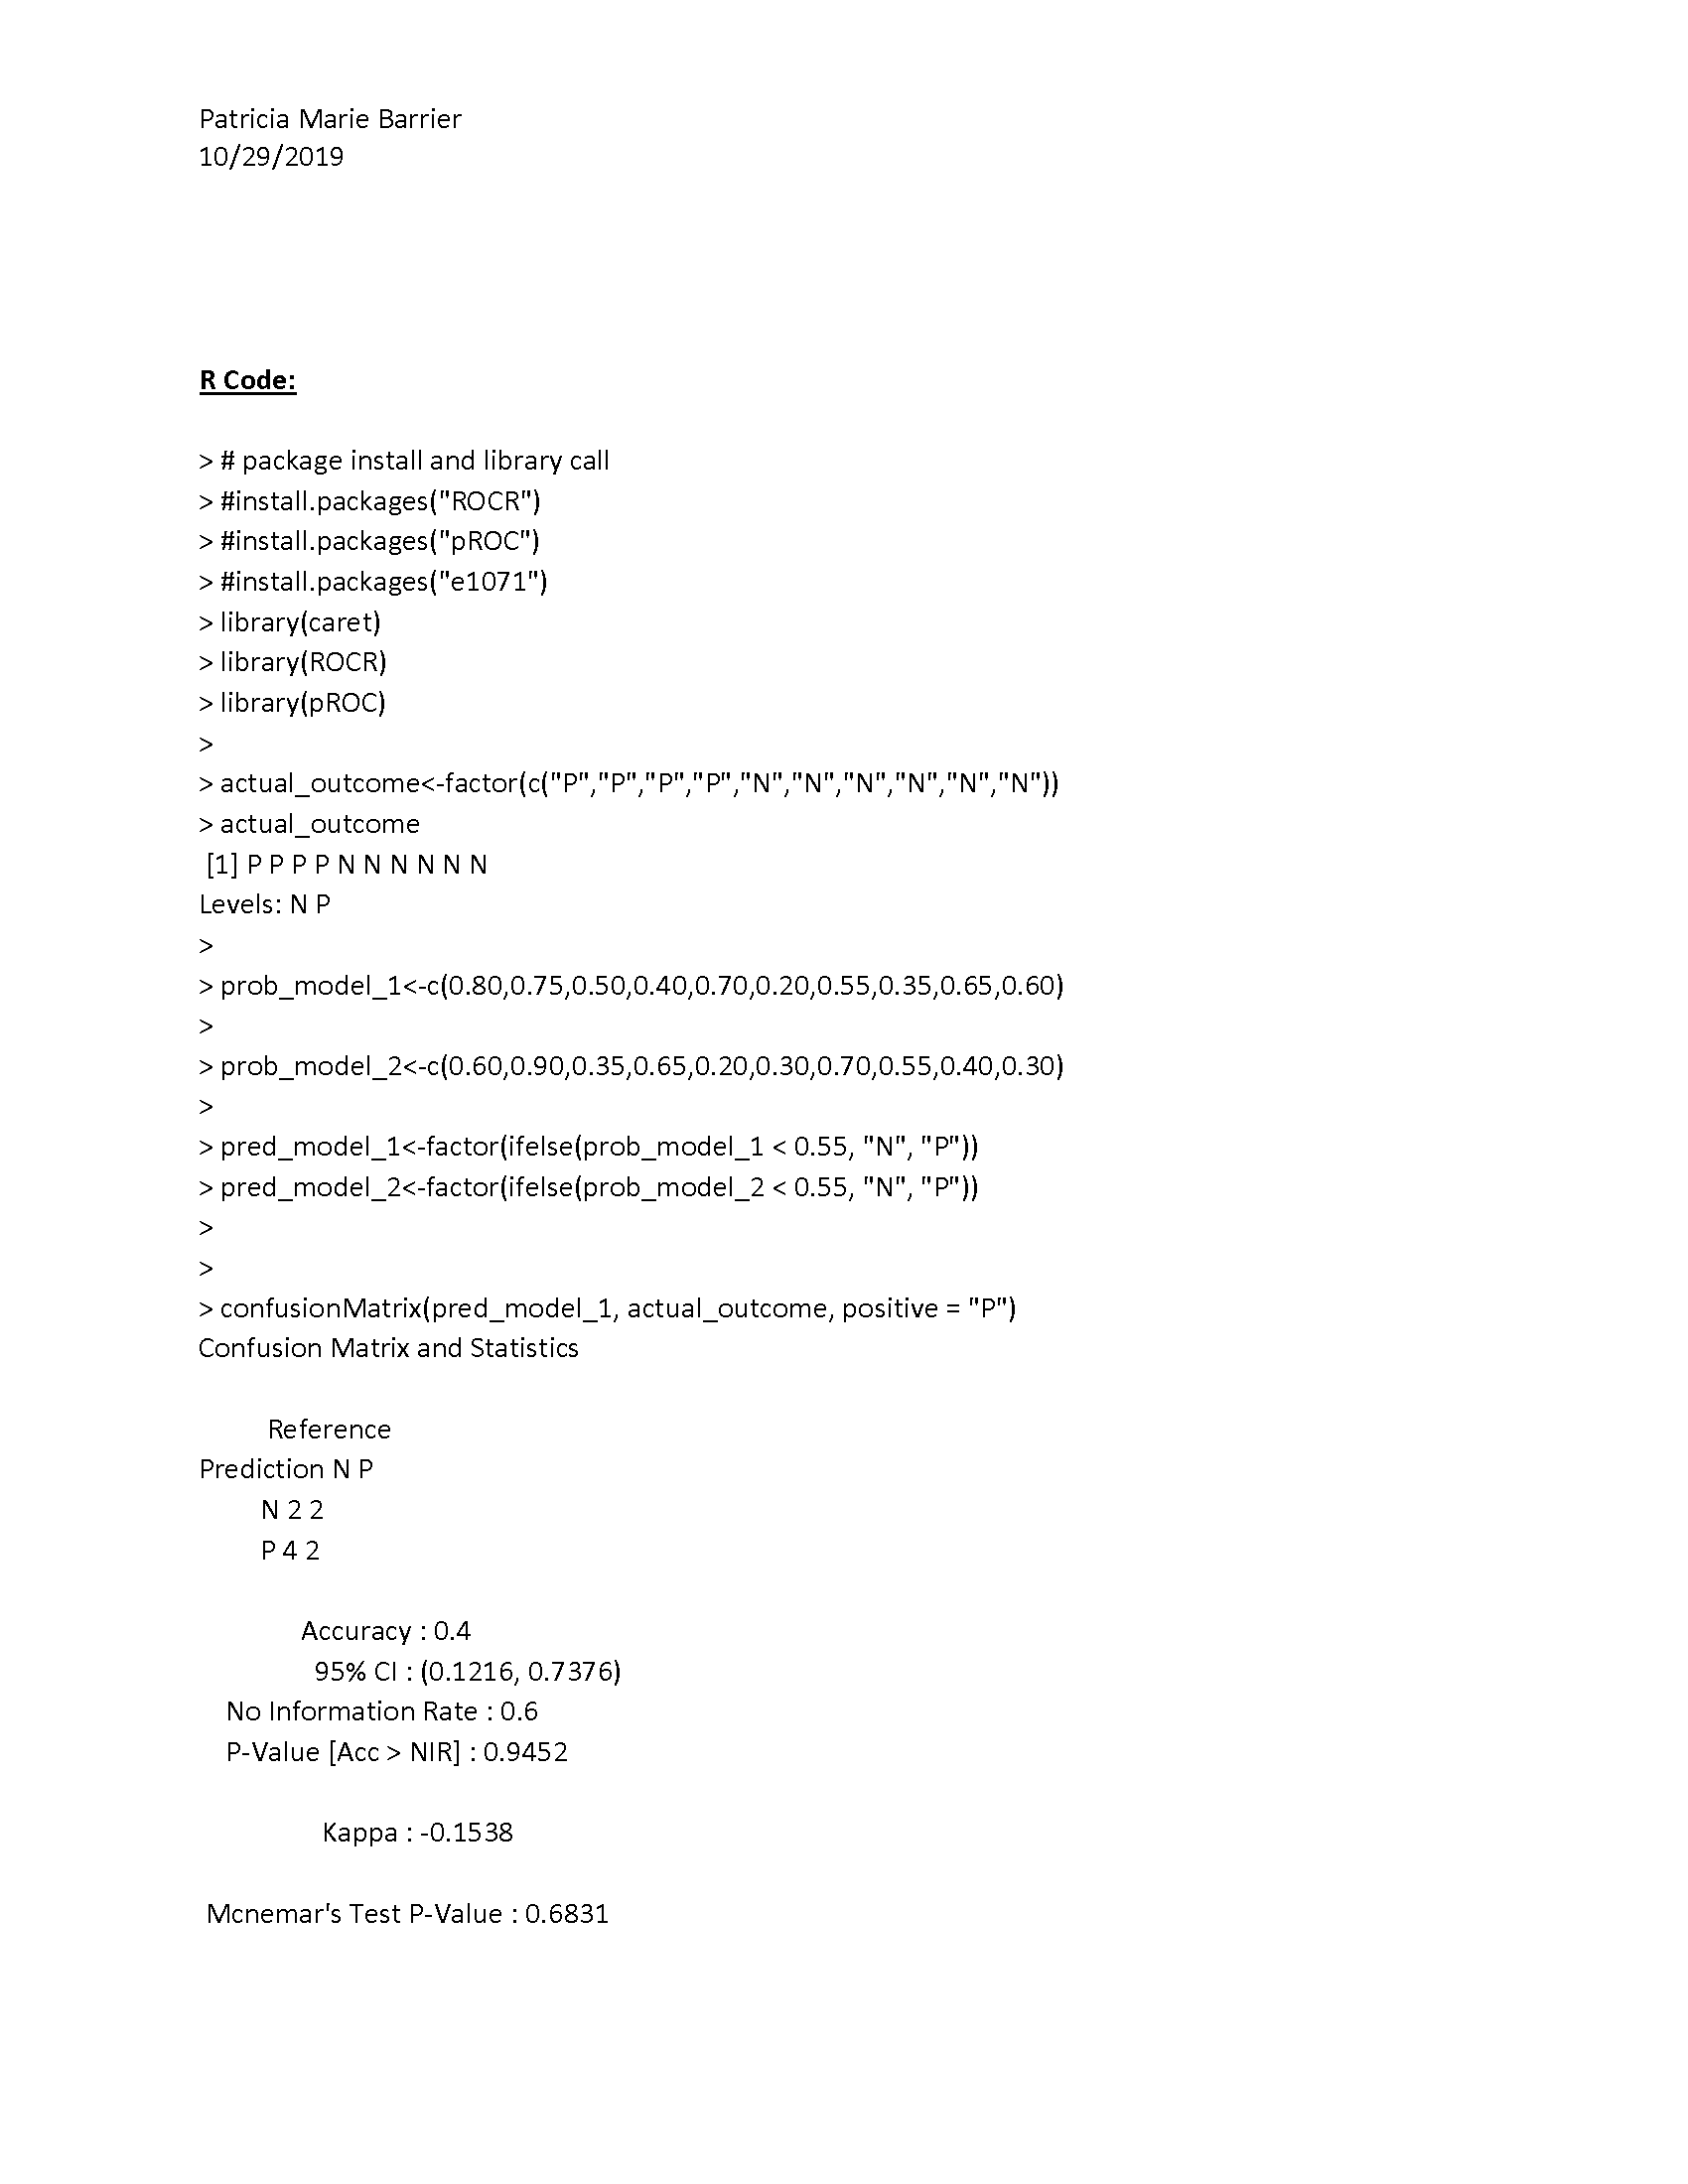 Patricia Marie Barrier
10/29/2019
R Code:
> # package install and library call
> #install.packages("ROCR")
> #install.packages("pROC")
> #install.packages("e1071")
> library(caret)
> library(ROCR)
> library(pROC)
>
> actual_outcome<-factor(c("P","P","P","P","N","N","N","N","N","N"))
> actual_outcome
[1] P P P P N N N N N N
Levels: N P
>
> prob_model_1<-c(0.80,0.75,0.50,0.40,0.70,0.20,0.55,0.35,0.65,0.60)
>
> prob_model_2<-c(0.60,0.90,0.35,0.65,0.20,0.30,0.70,0.55,0.40,0.30)
>
> pred_model_1<-factor(ifelse(prob_model_1 < 0.55, "N", "P"))
> pred_model_2<-factor(ifelse(prob_model_2 < 0.55, "N", "P"))
>
>
> confusionMatrix(pred_model_1, actual_outcome, positive = "P")
Confusion Matrix and Statistics
Reference
Prediction N P
N 2 2
P 4 2
Accuracy : 0.4
95% CI : (0.1216, 0.7376)
No Information Rate : 0.6
P-Value [Acc > NIR] : 0.9452
Kappa : -0.1538
Mcnemar's Test P-Value : 0.6831